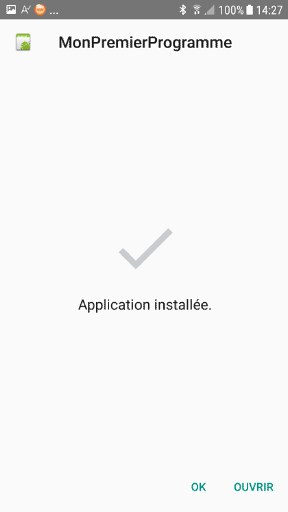 ... 100% 14:27
MonPremierProgramme
Application installée.
OK OUVRIR